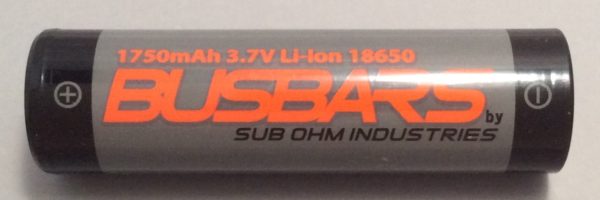 1750mAh 3.7V Li-Ion 18650
+ BUSBARS by -
SUB OHM INDUSTRIES